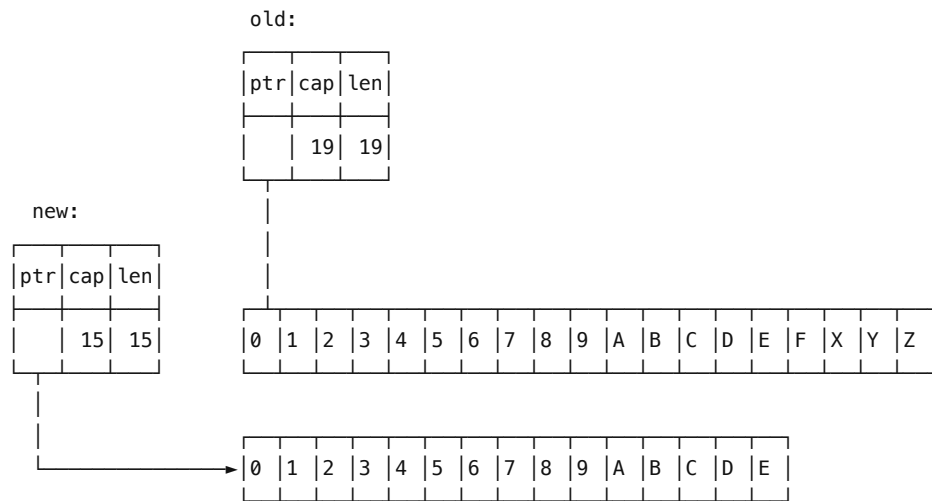 old:
ptr cap len
19 19
new:
ptr cap len
15 15
0 1 2 3 4 5 6 7 8 9 A B C D E F X Y Z
0 1 2 3 4 5 6 7 8 9 A B C D E